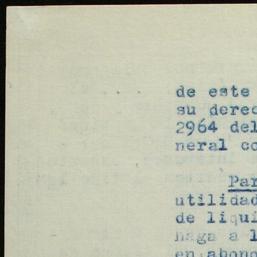 de este
su derec
2964 del
neral co
Par
utilidad
de liqui
haga a l
en abono